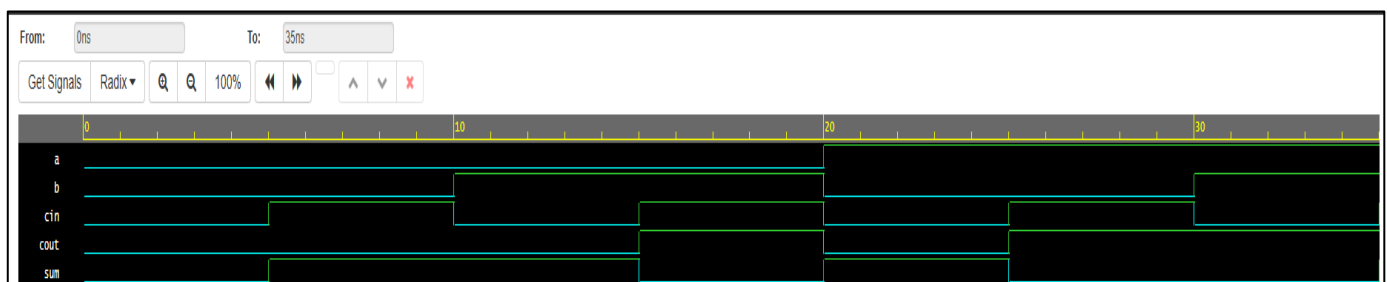 From: 0ns To: 35ns
Get Signals Radix▾ 100%
0 10 20 30
a
b
cin
cout
sum